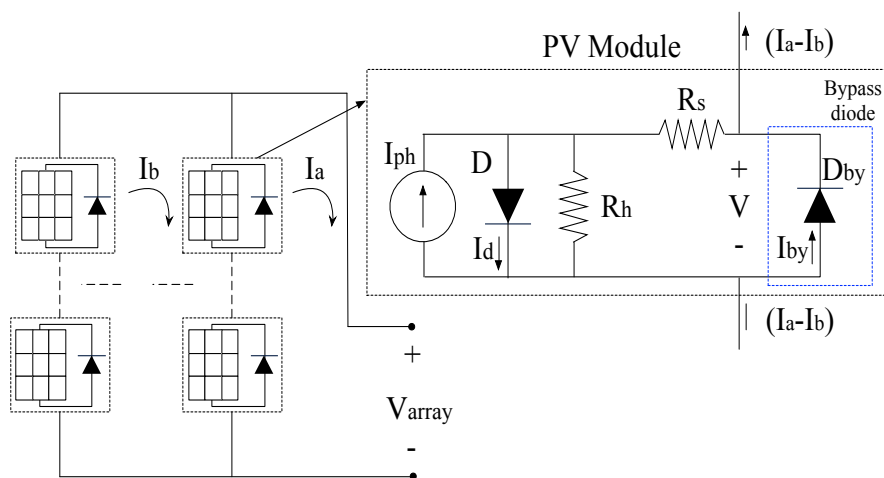 PV Module
(Ia-Ib)
Bypass
diode
Rs
Iph
D
Rh
Id
+
V
-
Dby
Iby
(Ia-Ib)
Ib
Ia
+
Varray
-